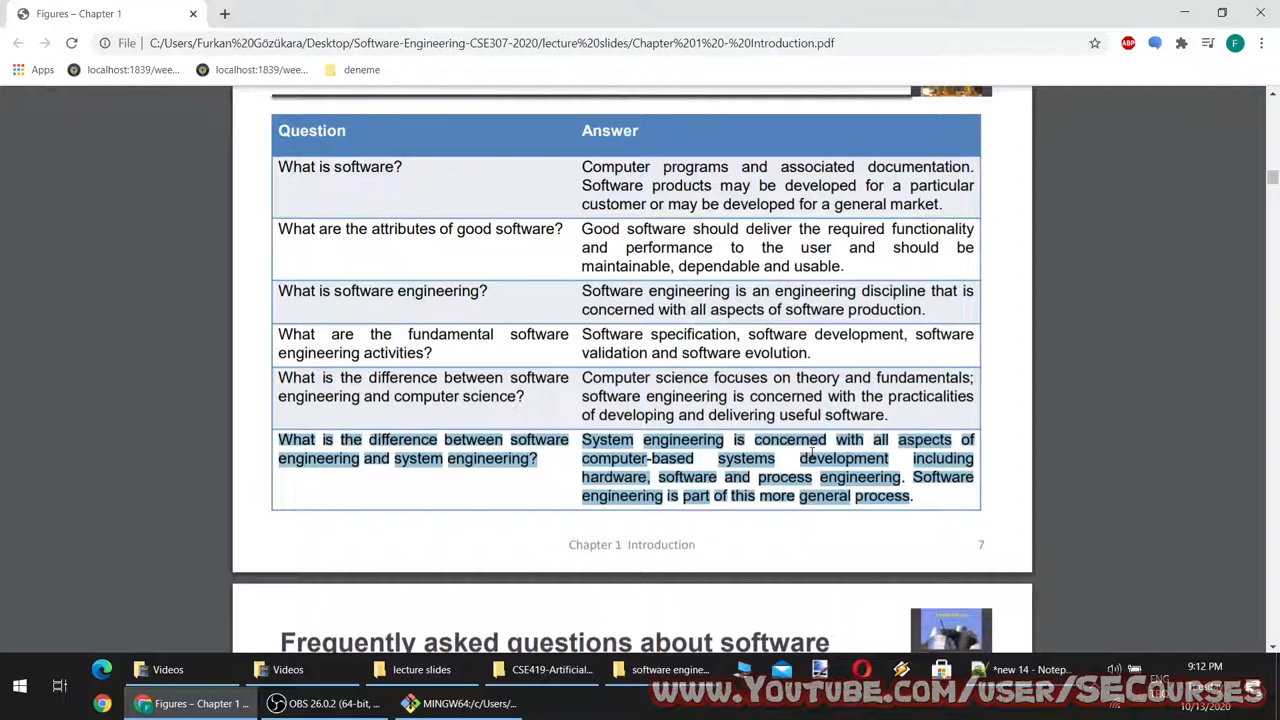 Figures – Chapter 1
File
C:/Users/Furkan%20Gözükara/Desktop/Software-Engineering-CSE307-2020/lecture%20slides/Chapter%201%20-%20Introduction.pdf
ABP
F
Apps
localhost:1839/wee...
localhost:1839/wee...
deneme
Question
Answer
What is software?
Computer programs and associated documentation.
Software products may be developed for a particular
customer or may be developed for a general market.
What are the attributes of good software?
Good software should deliver the required functionality
and performance to the user and should be
maintainable, dependable and usable.
What is software engineering?
Software engineering is an engineering discipline that is
concerned with all aspects of software production.
What are the fundamental software
engineering activities?
Software specification, software development, software
validation and software evolution.
What is the difference between software
engineering and computer science?
Computer science focuses on theory and fundamentals;
software engineering is concerned with the practicalities
of developing and delivering useful software.
What is the difference between software
engineering and system engineering?
System engineering is concerned with all aspects of
computer-based systems development including
hardware, software and process engineering. Software
engineering is part of this more general process.
Chapter 1 Introduction
7
Frequently asked questions about software
Videos
Videos
lecture slides
CSE419-Artificial...
software enginee...
*new 14 - Notep...
ENG
9:12 PM
Figures – Chapter 1 ...
OBS 26.0.2 (64-bit, ...
MINGW64:/c/Users/...
10/13/2020
www.YouTube.com/user/SECourses